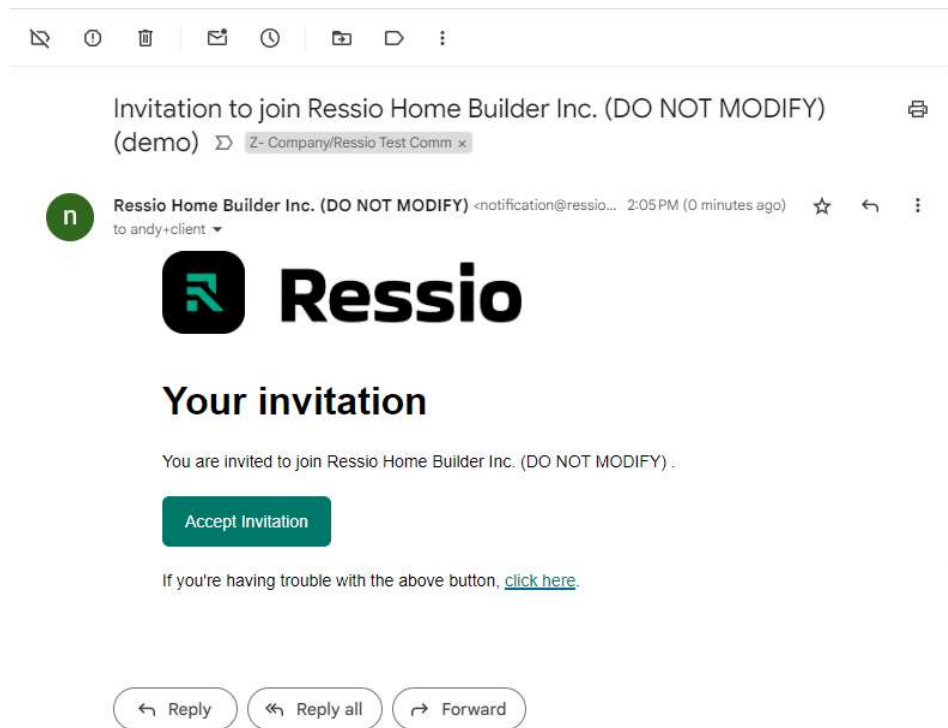 Invitation to join Ressio Home Builder Inc. (DO NOT MODIFY)
(demo) Z- Company/Ressio Test Comm ×
n
Ressio Home Builder Inc. (DO NOT MODIFY) <notification@ressio... 2:05 PM (0 minutes ago)
to andy+client
Ressio
Your invitation
You are invited to join Ressio Home Builder Inc. (DO NOT MODIFY) .
Accept Invitation
If you're having trouble with the above button, click here.
Reply Reply all Forward